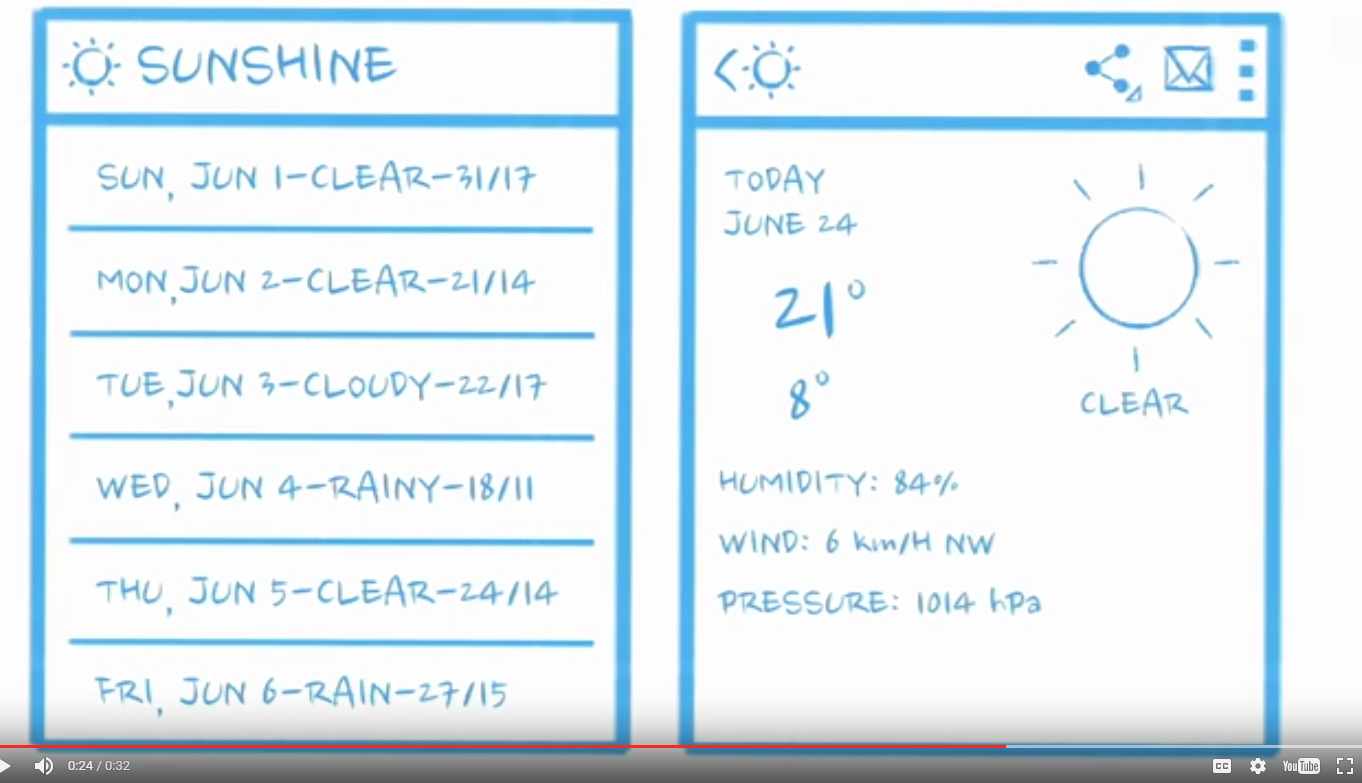 SUNSHINE
SUN, JUN 1-CLEAR-31/17
MON, JUN 2-CLEAR-21/14
TUE, JUN 3-CLOUDY-22/17
WED, JUN 4-RAINY-18/11
THU, JUN 5-CLEAR-24/14
FRI, JUN 6-RAIN-27/15
TODAY
JUNE 24
21°
8°
CLEAR
HUMIDITY: 84%
WIND: 6 km/H NW
PRESSURE: 1014 hPa
0:24 / 0:32
CC
YouTube